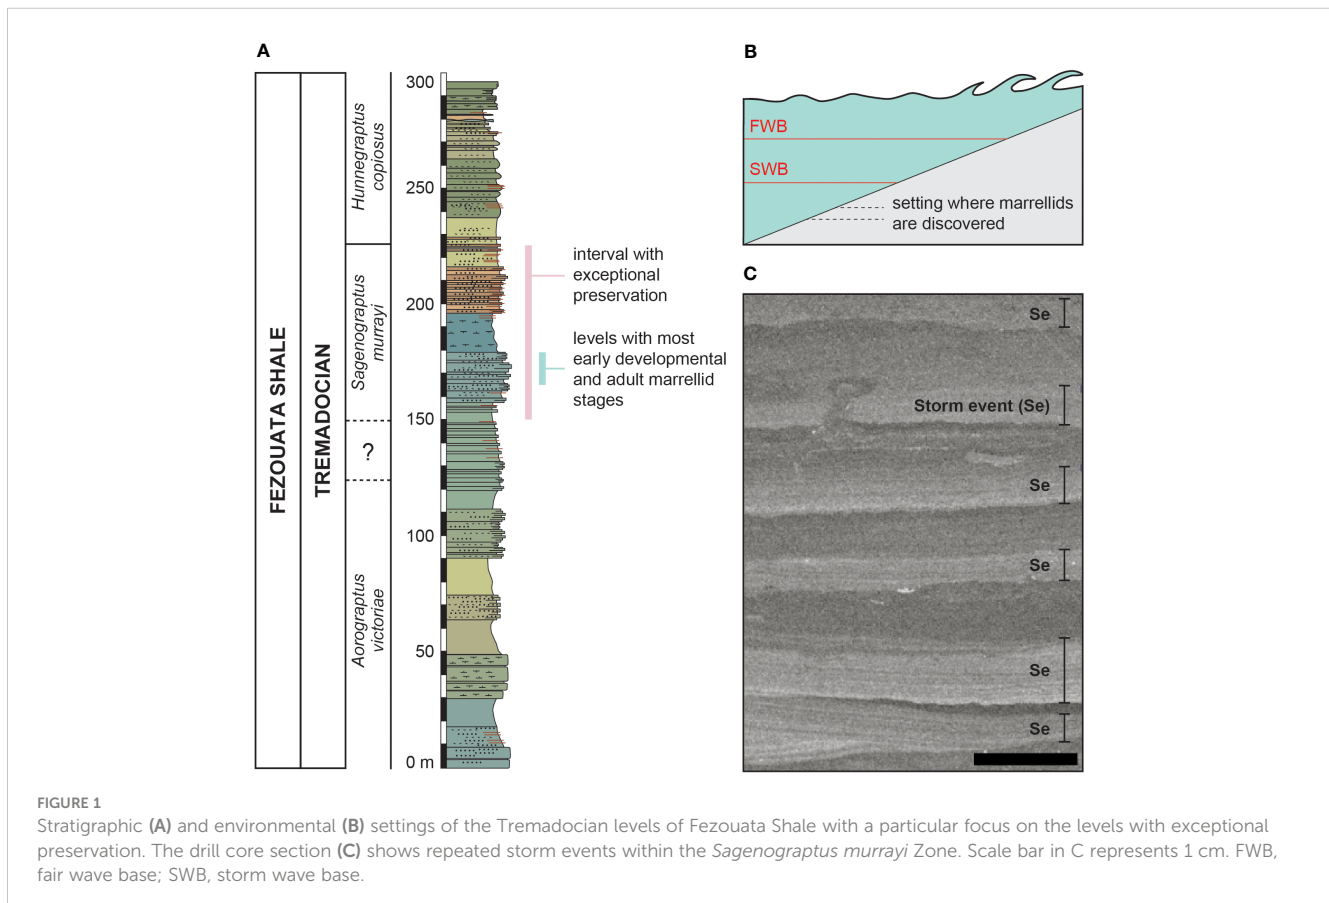 A
FEZOUATA SHALE
TREMADOCIAN
Hunnegraptus
copiosus
Sagenograptus
murrayi
?
Aorograptus
victoriae
300
250
200
150
100
50
0 m
interval with
exceptional
preservation
levels with most
early developmental
and adult marrellid
stages
B
FWB
SWB
setting where marrellids
are discovered
C
Se
Storm event (Se)
Se
Se
Se
Se
FIGURE 1
Stratigraphic (A) and environmental (B) settings of the Tremadocian levels of Fezouata Shale with a particular focus on the levels with exceptional
preservation. The drill core section (C) shows repeated storm events within the Sagenograptus murrayi Zone. Scale bar in C represents 1 cm. FWB,
fair wave base; SWB, storm wave base.